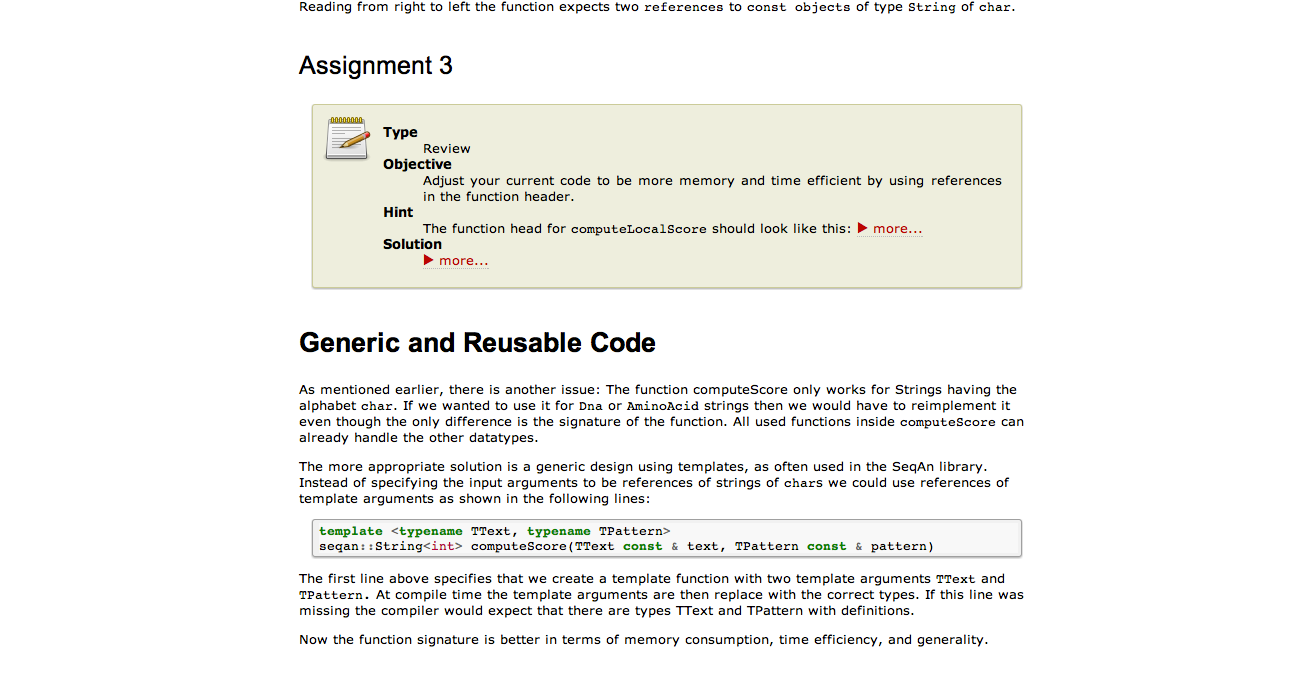 Reading from right to left the function expects two references to const objects of type String of char.
Assignment 3
Type
Review
Objective
Adjust your current code to be more memory and time efficient by using references
in the function header.
Hint
The function head for computeLocalScore should look like this: ▶ more...
Solution
▶ more...
Generic and Reusable Code
As mentioned earlier, there is another issue: The function computeScore only works for Strings having the
alphabet char. If we wanted to use it for Dna or AminoAcid strings then we would have to reimplement it
even though the only difference is the signature of the function. All used functions inside computeScore can
already handle the other datatypes.
The more appropriate solution is a generic design using templates, as often used in the SeqAn library.
Instead of specifying the input arguments to be references of strings of chars we could use references of
template arguments as shown in the following lines:
template <typename TText, typename TPattern>
seqan::String<int> computeScore(TText const & text, TPattern const & pattern)
The first line above specifies that we create a template function with two template arguments TText and
TPattern. At compile time the template arguments are then replace with the correct types. If this line was
missing the compiler would expect that there are types TText and TPattern with definitions.
Now the function signature is better in terms of memory consumption, time efficiency, and generality.